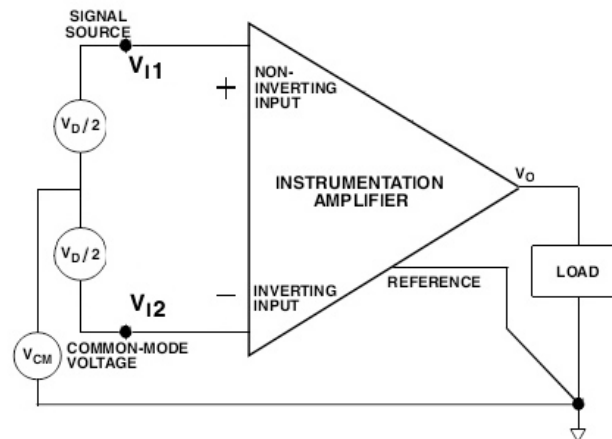 SIGNAL
SOURCE
V_I1
+
NON-
INVERTING
INPUT
V_D/2
INSTRUMENTATION
AMPLIFIER
V_O
V_D/2
LOAD
REFERENCE
—
INVERTING
INPUT
V_I2
V_CM
COMMON-MODE
VOLTAGE